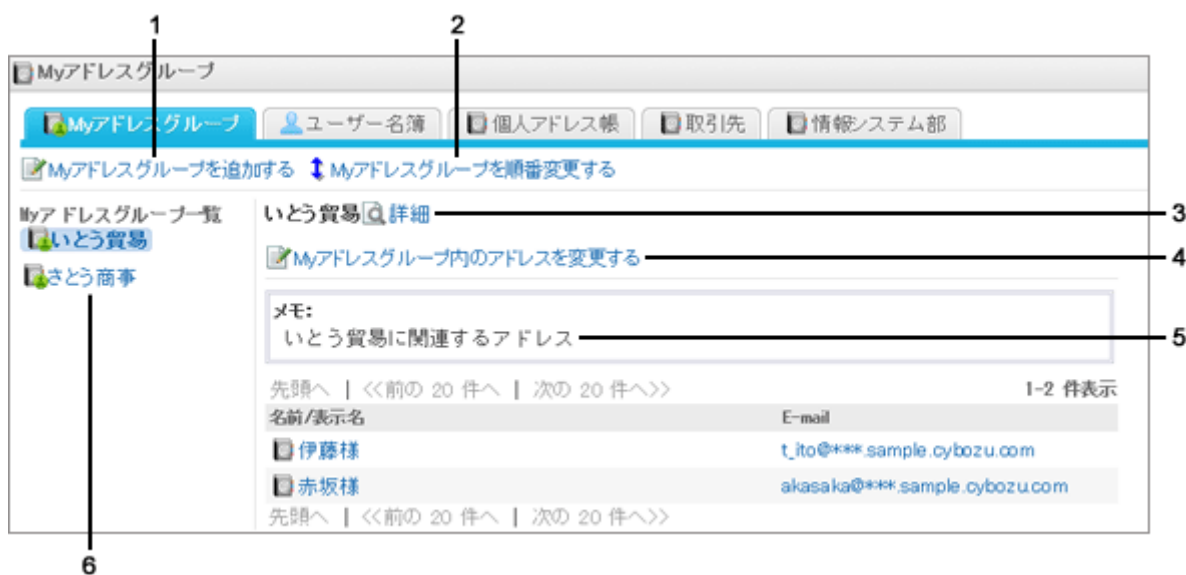 1 2
Myアドレスグループ
Myアドレスグループ ユーザー名簿 個人アドレス帳 取引先 情報システム部
Myアドレスグループを追加する Myアドレスグループを順番変更する
Myアドレスグループ一覧
いとう貿易
さとう商事
いとう貿易 詳細 3
Myアドレスグループ内のアドレスを変更する 4
メモ:
いとう貿易に関連するアドレス 5
先頭へ | <<前の 20 件へ | 次の 20 件へ>> 1-2 件表示
名前/表示名 E-mail
伊藤様 t_ito@***.sample.cybozu.com
赤坂様 akasaka@***.sample.cybozu.com
先頭へ | <<前の 20 件へ | 次の 20 件へ>>
6